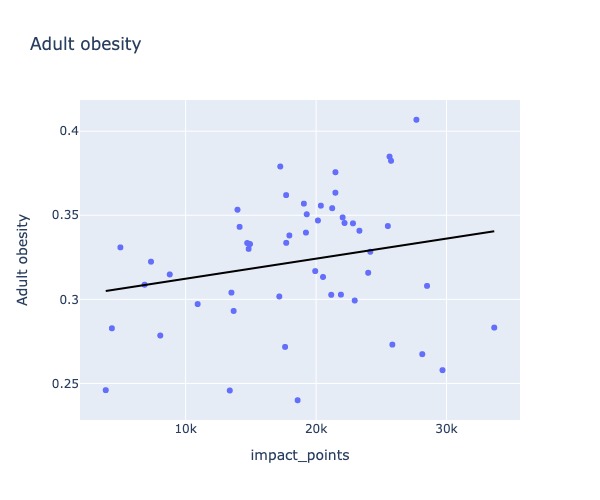 Adult obesity
0.4
0.35
0.3
0.25
Adult obesity
10k
20k
30k
impact_points